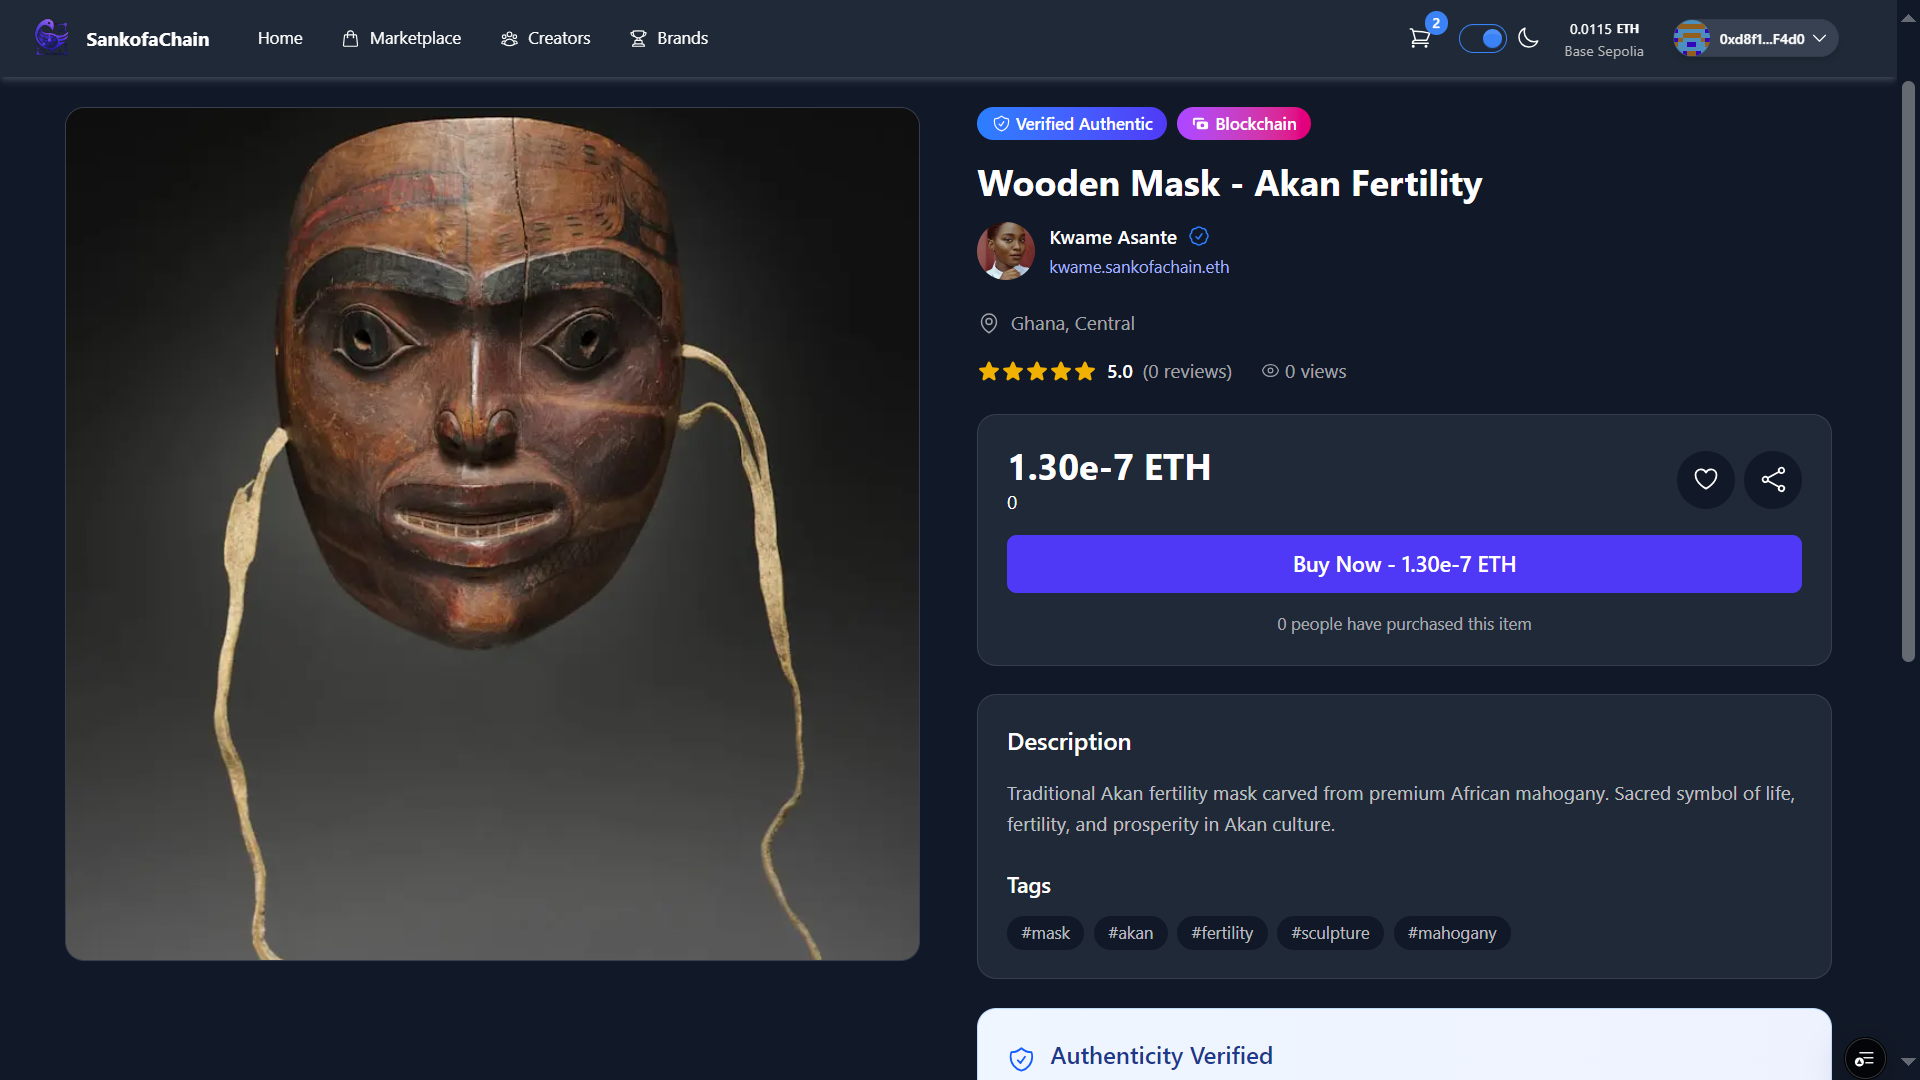 SankofaChain
Home
Marketplace
Creators
Brands
2
0.0115 ETH
Base Sepolia
0xd8f1...F4d0
Verified Authentic
Blockchain
Wooden Mask - Akan Fertility
Kwame Asante
kwame.sankofachain.eth
Ghana, Central
5.0 (0 reviews) 0 views
1.30e-7 ETH
0
Buy Now - 1.30e-7 ETH
0 people have purchased this item
Description
Traditional Akan fertility mask carved from premium African mahogany. Sacred symbol of life,
fertility, and prosperity in Akan culture.
Tags
#mask #akan #fertility #sculpture #mahogany
Authenticity Verified